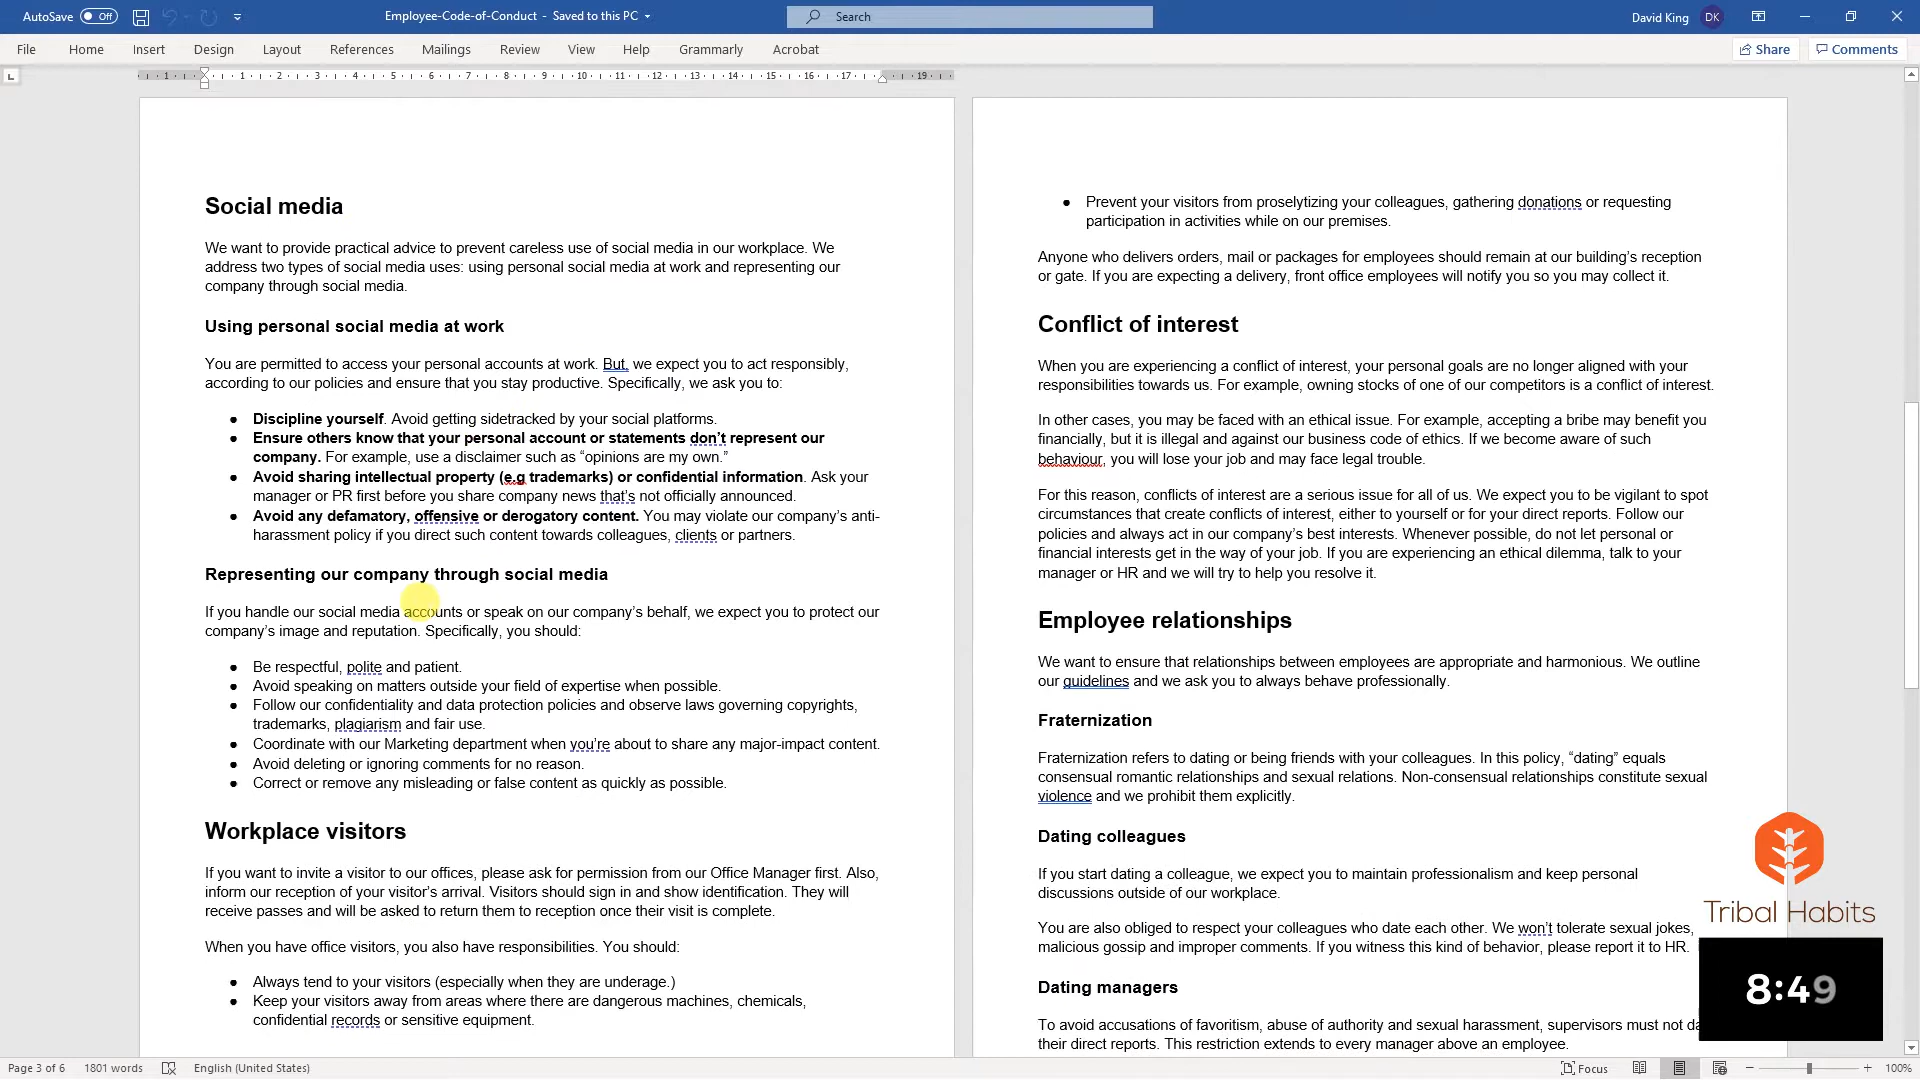 AutoSave Off
Employee-Code-of-Conduct - Saved to this PC
Search
David King DK
File Home Insert Design Layout References Mailings Review View Help Grammarly Acrobat
Share Comments
1 1 2 3 4 5 6 7 8 9 10 11 12 13 14 15 16 17 19
Social media
We want to provide practical advice to prevent careless use of social media in our workplace. We
address two types of social media uses: using personal social media at work and representing our
company through social media.
Using personal social media at work
You are permitted to access your personal accounts at work. But, we expect you to act responsibly,
according to our policies and ensure that you stay productive. Specifically, we ask you to:
● Discipline yourself. Avoid getting sidetracked by your social platforms.
● Ensure others know that your personal account or statements don’t represent our
company. For example, use a disclaimer such as “opinions are my own.”
● Avoid sharing intellectual property (e.g trademarks) or confidential information. Ask your
manager or PR first before you share company news that’s not officially announced.
● Avoid any defamatory, offensive or derogatory content. You may violate our company’s anti-
harassment policy if you direct such content towards colleagues, clients or partners.
Representing our company through social media
If you handle our social media accounts or speak on our company’s behalf, we expect you to protect our
company’s image and reputation. Specifically, you should:
● Be respectful, polite and patient.
● Avoid speaking on matters outside your field of expertise when possible.
● Follow our confidentiality and data protection policies and observe laws governing copyrights,
trademarks, plagiarism and fair use.
● Coordinate with our Marketing department when you’re about to share any major-impact content.
● Avoid deleting or ignoring comments for no reason.
● Correct or remove any misleading or false content as quickly as possible.
Workplace visitors
If you want to invite a visitor to our offices, please ask for permission from our Office Manager first. Also,
inform our reception of your visitor’s arrival. Visitors should sign in and show identification. They will
receive passes and will be asked to return them to reception once their visit is complete.
When you have office visitors, you also have responsibilities. You should:
● Always tend to your visitors (especially when they are underage.)
● Keep your visitors away from areas where there are dangerous machines, chemicals,
confidential records or sensitive equipment.
● Prevent your visitors from proselytizing your colleagues, gathering donations or requesting
participation in activities while on our premises.
Anyone who delivers orders, mail or packages for employees should remain at our building’s reception
or gate. If you are expecting a delivery, front office employees will notify you so you may collect it.
Conflict of interest
When you are experiencing a conflict of interest, your personal goals are no longer aligned with your
responsibilities towards us. For example, owning stocks of one of our competitors is a conflict of interest.
In other cases, you may be faced with an ethical issue. For example, accepting a bribe may benefit you
financially, but it is illegal and against our business code of ethics. If we become aware of such
behaviour, you will lose your job and may face legal trouble.
For this reason, conflicts of interest are a serious issue for all of us. We expect you to be vigilant to spot
circumstances that create conflicts of interest, either to yourself or for your direct reports. Follow our
policies and always act in our company’s best interests. Whenever possible, do not let personal or
financial interests get in the way of your job. If you are experiencing an ethical dilemma, talk to your
manager or HR and we will try to help you resolve it.
Employee relationships
We want to ensure that relationships between employees are appropriate and harmonious. We outline
our guidelines and we ask you to always behave professionally.
Fraternization
Fraternization refers to dating or being friends with your colleagues. In this policy, “dating” equals
consensual romantic relationships and sexual relations. Non-consensual relationships constitute sexual
violence and we prohibit them explicitly.
Dating colleagues
If you start dating a colleague, we expect you to maintain professionalism and keep personal
discussions outside of our workplace.
You are also obliged to respect your colleagues who date each other. We won’t tolerate sexual jokes,
malicious gossip and improper comments. If you witness this kind of behavior, please report it to HR.
Dating managers
To avoid accusations of favoritism, abuse of authority and sexual harassment, supervisors must not
their direct reports. This restriction extends to every manager above an employee.
Tribal Habits
8:49
Page 3 of 6 1801 words English (United States)
Focus 100%